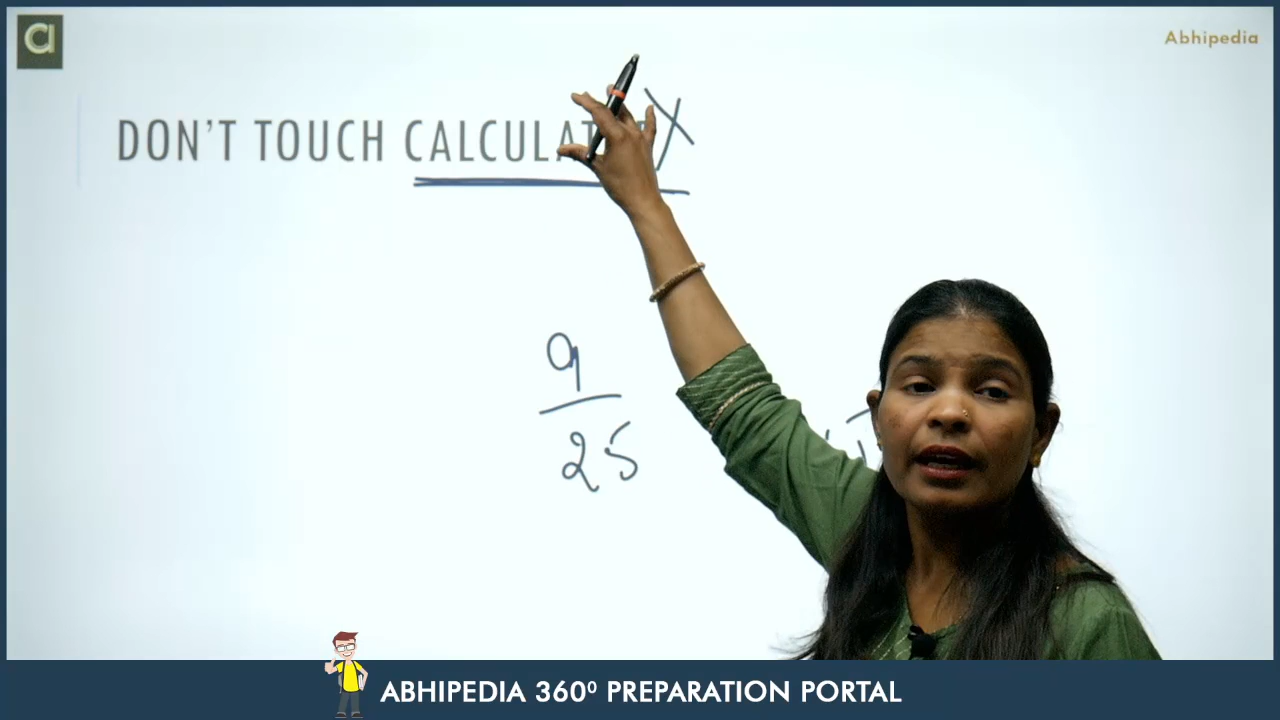 a
Abhipedia
DON'T TOUCH CALCULAT
X
9
25
ABHIPEDIA 360⁰ PREPARATION PORTAL